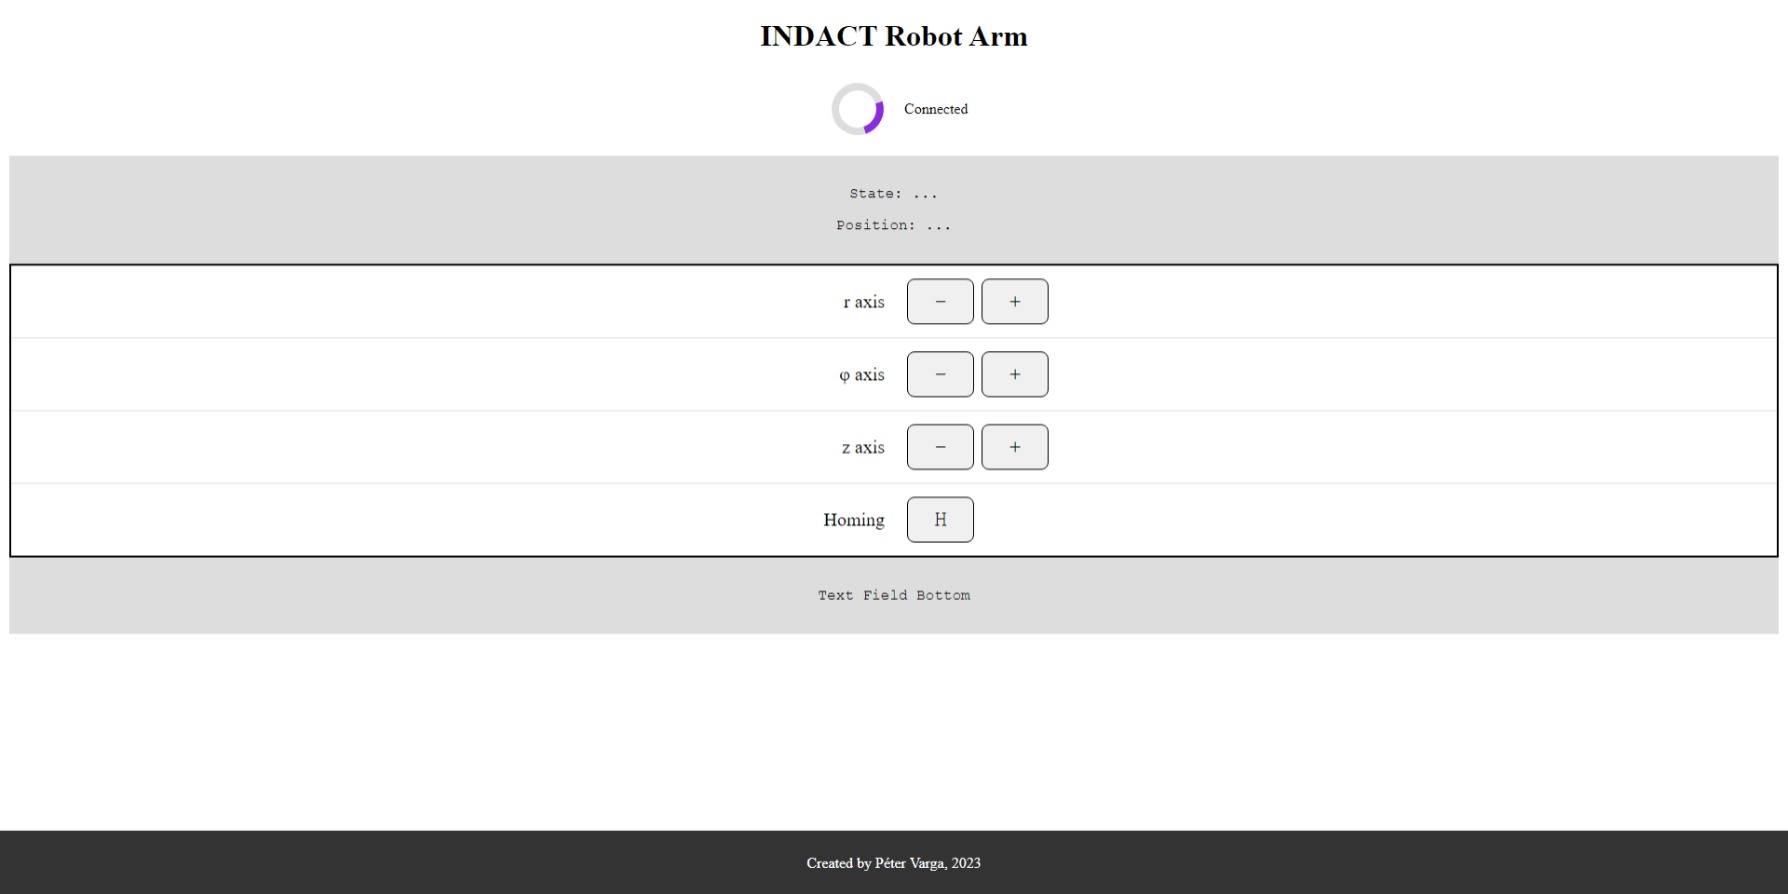 INDACT Robot Arm
Connected
State: ...
Position: ...
r axis − +
φ axis − +
z axis − +
Homing H
Text Field Bottom
Created by Péter Varga, 2023